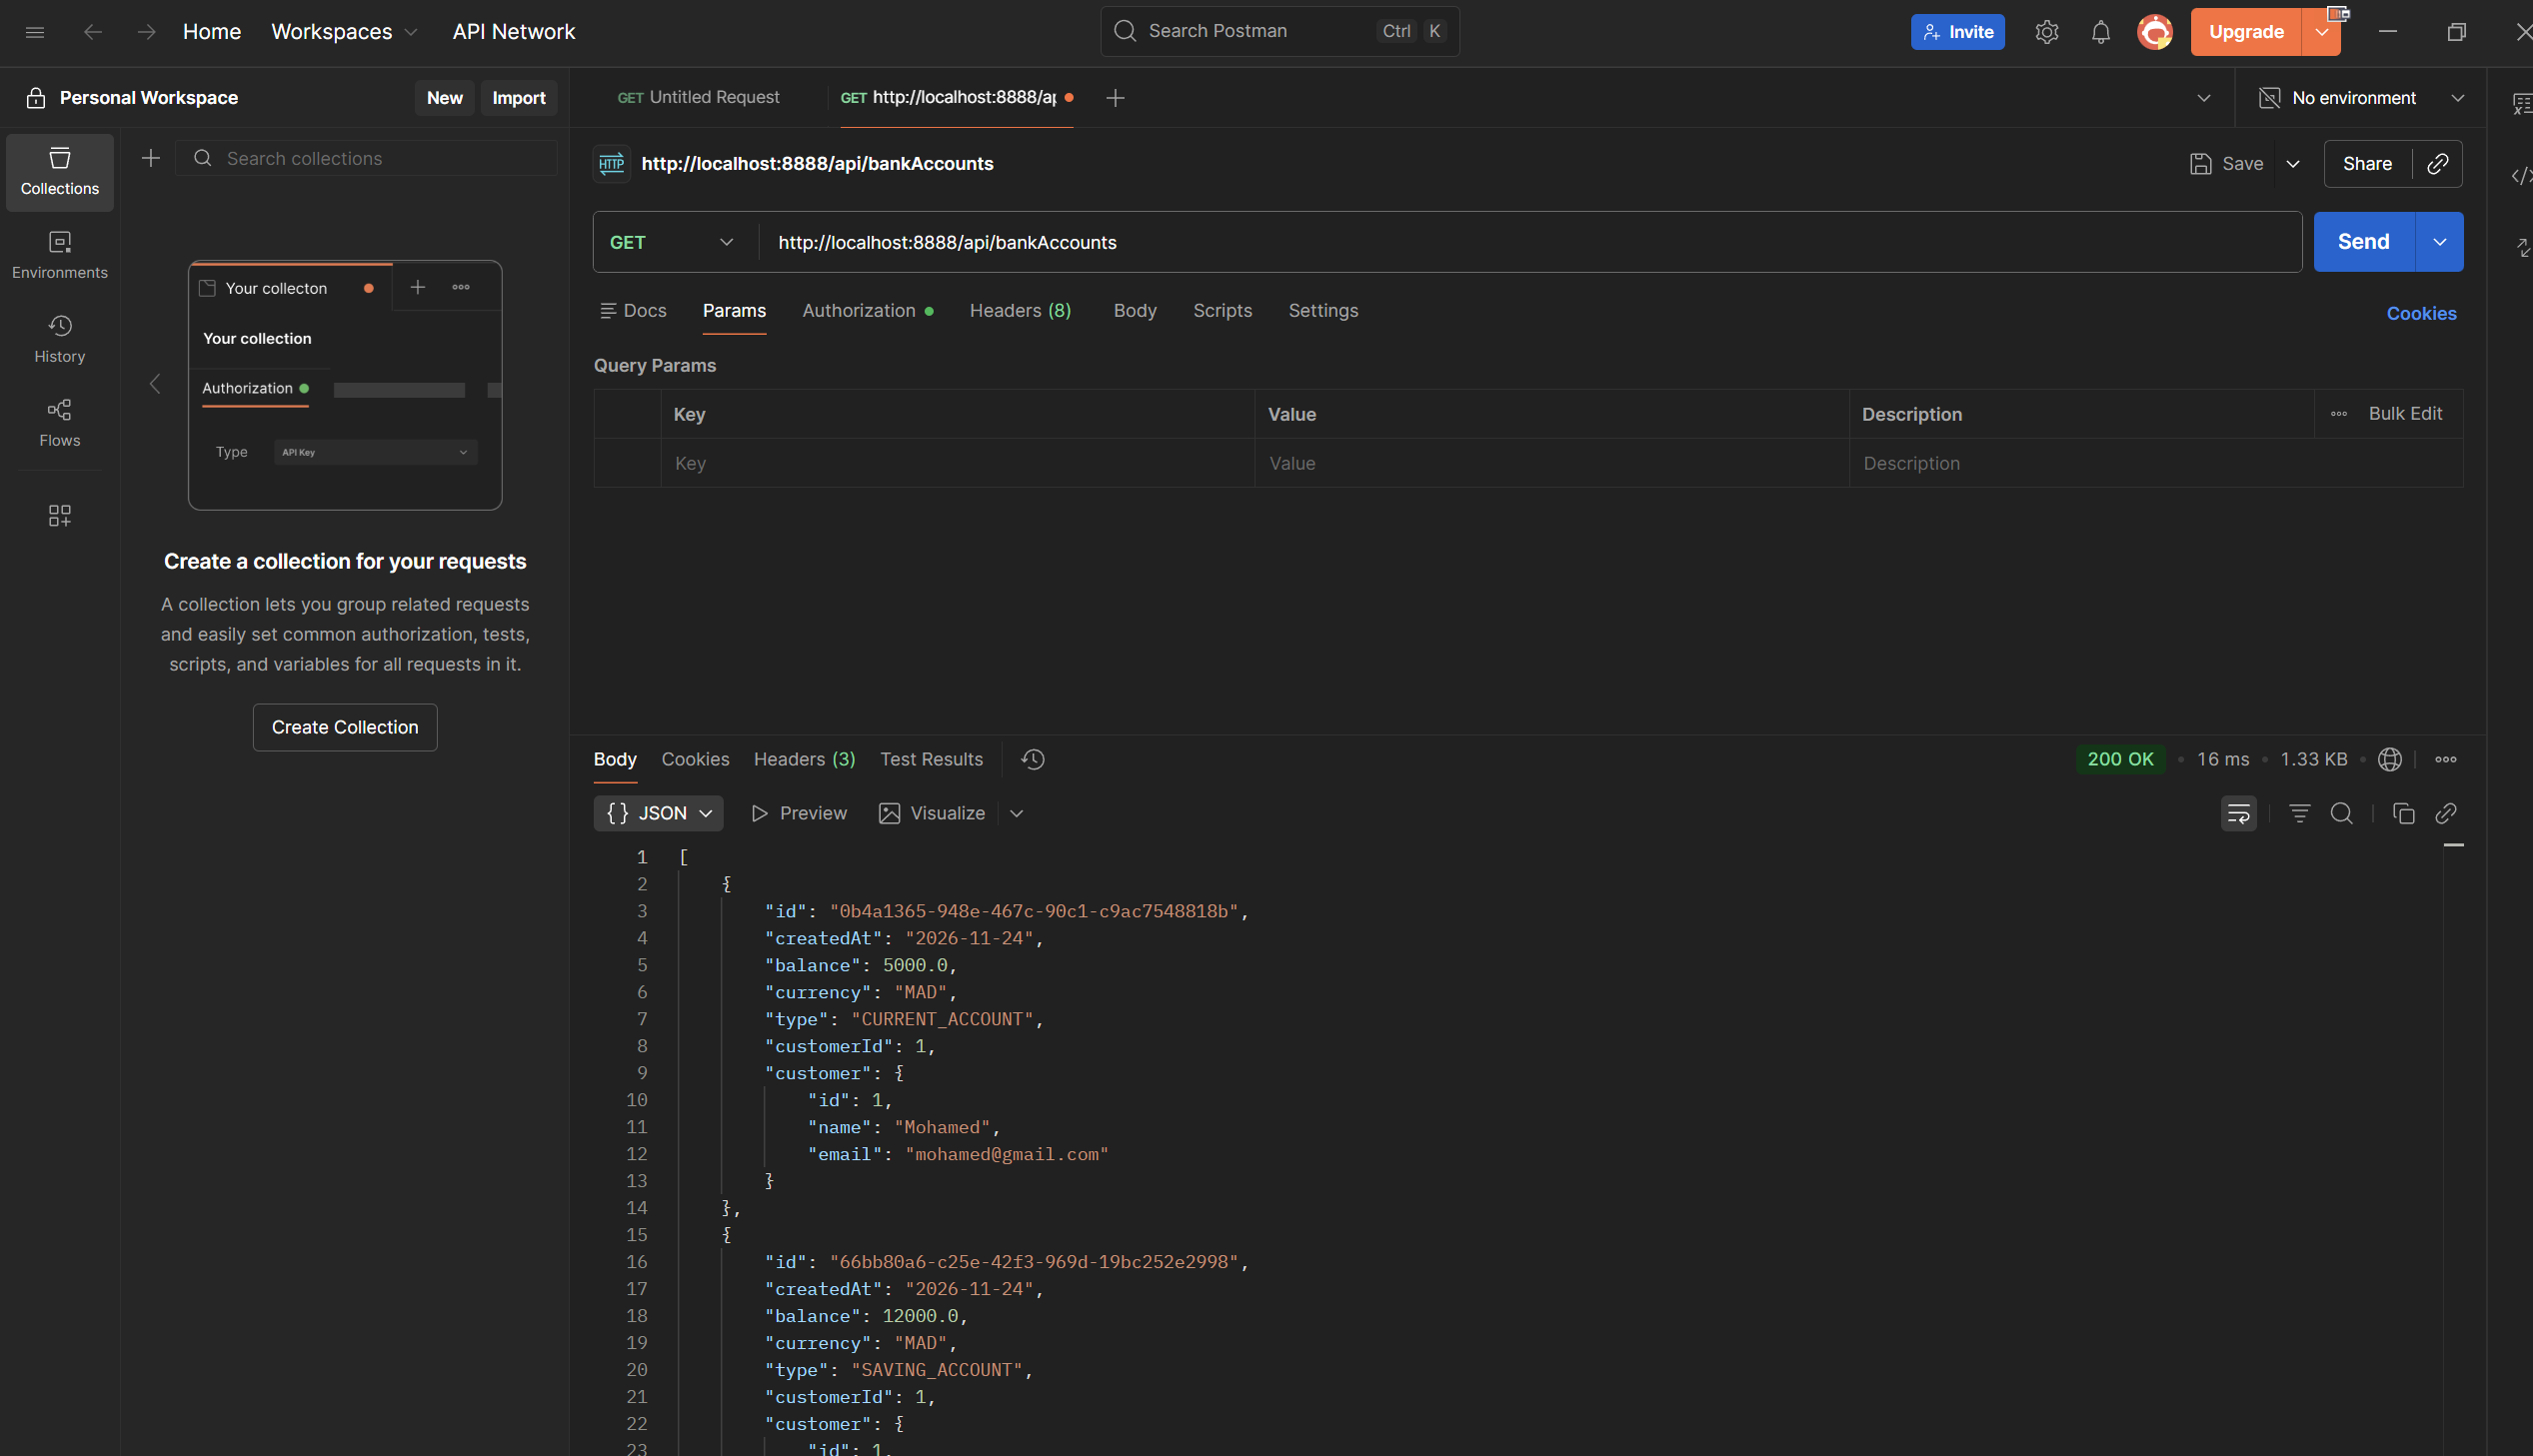 Home Workspaces API Network Search Postman Ctrl K Invite Upgrade
Personal Workspace New Import GET Untitled Request GET http://localhost:8888/ap No environment
Collections
Environments
History
Flows
Search collections
Your collecton
Your collection
Authorization
Type API Key
Create a collection for your requests
A collection lets you group related requests
and easily set common authorization, tests,
scripts, and variables for all requests in it.
Create Collection
HTTP http://localhost:8888/api/bankAccounts Save Share
GET http://localhost:8888/api/bankAccounts Send
Docs Params Authorization Headers (8) Body Scripts Settings Cookies
Query Params
Key Value Description Bulk Edit
Key Value Description
Body Cookies Headers (3) Test Results 200 OK 16 ms 1.33 KB
{} JSON Preview Visualize
1 [
2 {
3 "id": "0b4a1365-948e-467c-90c1-c9ac7548818b",
4 "createdAt": "2026-11-24",
5 "balance": 5000.0,
6 "currency": "MAD",
7 "type": "CURRENT_ACCOUNT",
8 "customerId": 1,
9 "customer": {
10 "id": 1,
11 "name": "Mohamed",
12 "email": "mohamed@gmail.com"
13 }
14 },
15 {
16 "id": "66bb80a6-c25e-42f3-969d-19bc252e2998",
17 "createdAt": "2026-11-24",
18 "balance": 12000.0,
19 "currency": "MAD",
20 "type": "SAVING_ACCOUNT",
21 "customerId": 1,
22 "customer": {
23 "id": 1,